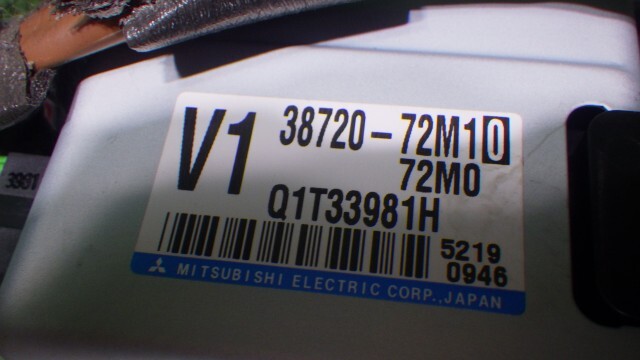 V1
38720-72M10
72M0
Q1T33981H
5219
0946
MITSUBISHI ELECTRIC CORP., JAPAN